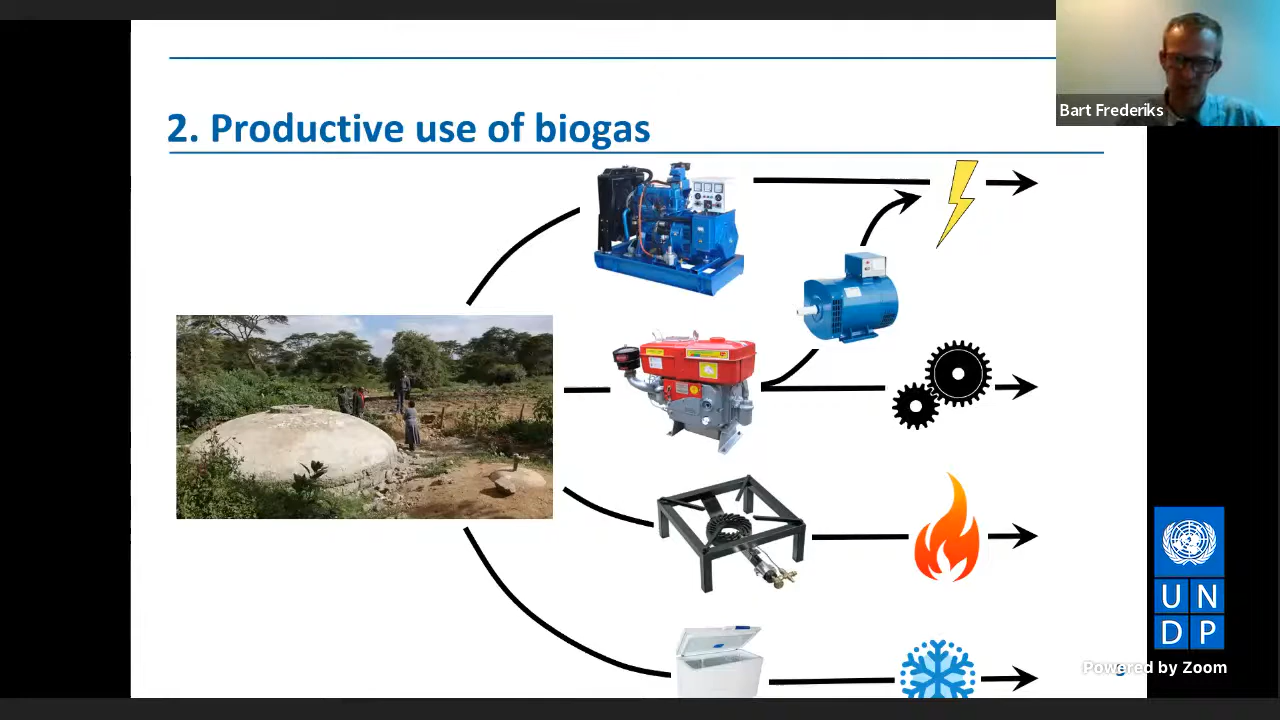 2. Productive use of biogas
Bart Frederiks
U N
D P
Powered by Zoom